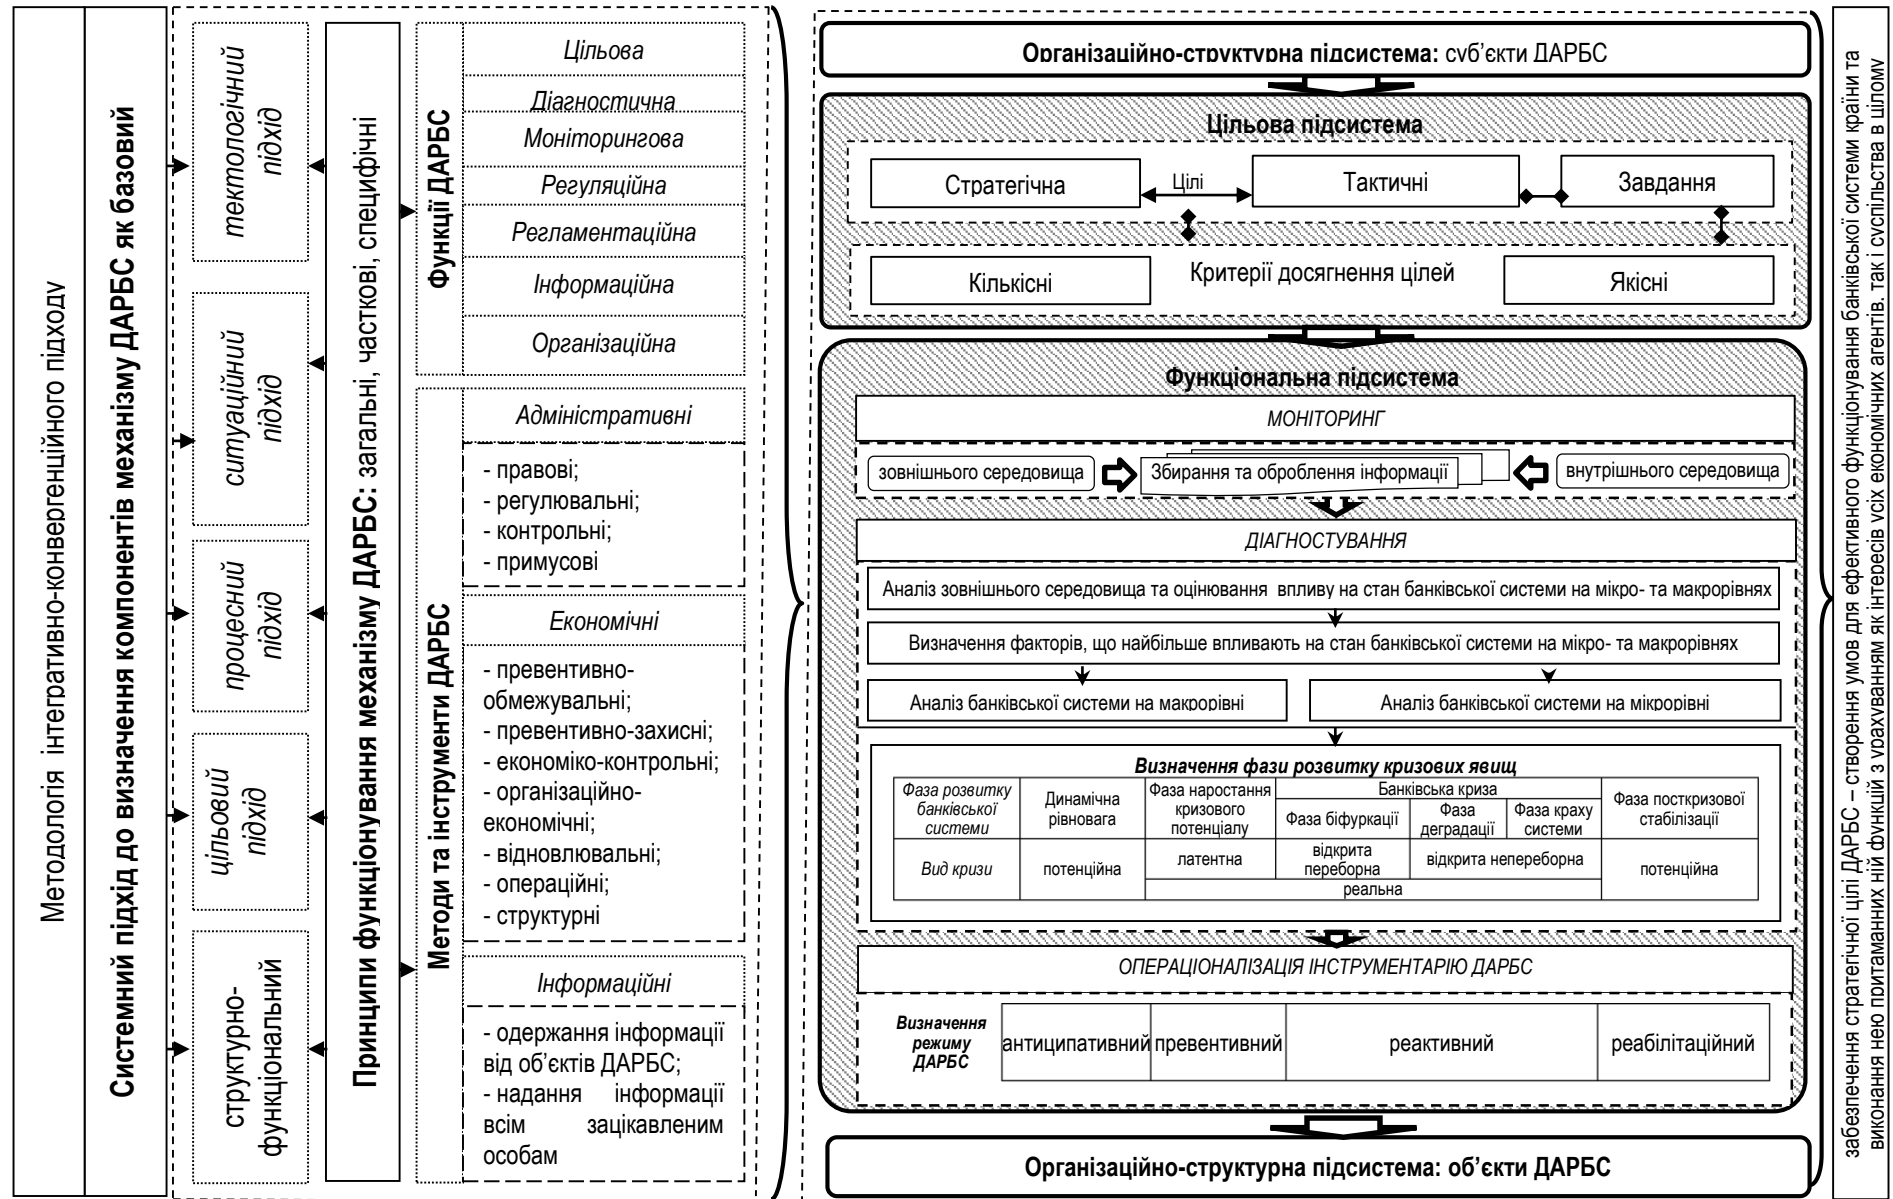 Методологія інтегративно-конвергенційного підходу
Системний підхід до визначення компонентів механізму ДАРБС як базовий
тектологічний
підхід
ситуаційний
підхід
процесний
підхід
цільовий
підхід
структурно-
функціональний
Принципи функціонування механізму ДАРБС: загальні, часткові, специфічні
Функції ДАРБС
Цільова
Діагностична
Моніторингова
Регуляційна
Регламентаційна
Інформаційна
Організаційна
Методи та інструменти ДАРБС
Адміністративні
- правові;
- регулювальні;
- контрольні;
- примусові
Економічні
- превентивно-
обмежувальні;
- превентивно-захисні;
- економіко-контрольні;
- організаційно-
економічні;
- відновлювальні;
- операційні;
- структурні
Інформаційні
- одержання інформації
від об’єктів ДАРБС;
- надання інформації
всім зацікавленим
особам
Організаційно-структурна підсистема: суб’єкти ДАРБС
Цільова підсистема
Стратегічна
Цілі
Тактичні
Завдання
Кількісні
Критерії досягнення цілей
Якісні
Функціональна підсистема
МОНІТОРИНГ
зовнішнього середовища
Збирання та оброблення інформації
внутрішнього середовища
ДІАГНОСТУВАННЯ
Аналіз зовнішнього середовища та оцінювання впливу на стан банківської системи на мікро- та макрорівнях
Визначення факторів, що найбільше впливають на стан банківської системи на мікро- та макрорівнях
Аналіз банківської системи на макрорівні
Аналіз банківської системи на мікрорівні
Визначення фази розвитку кризових явищ
Фаза розвитку
банківської
системи
Динамічна
рівновага
Фаза наростання
кризового
потенціалу
Банківська криза
Фаза біфуркації
Фаза
деградації
Фаза краху
системи
Фаза посткризової
стабілізації
Вид кризи
потенційна
латентна
відкрита
переборна
відкрита непереборна
реальна
потенційна
ОПЕРАЦІОНАЛІЗАЦІЯ ІНСТРУМЕНТАРІЮ ДАРБС
Визначення
режиму
ДАРБС
антиципативний
превентивний
реактивний
реабілітаційний
Організаційно-структурна підсистема: об’єкти ДАРБС
забезпечення стратегічної цілі ДАРБС – створення умов для ефективного функціонування банківської системи країни та
виконання нею притаманних ній функцій з урахуванням як інтересів усіх економічних агентів, так і суспільства в цілому